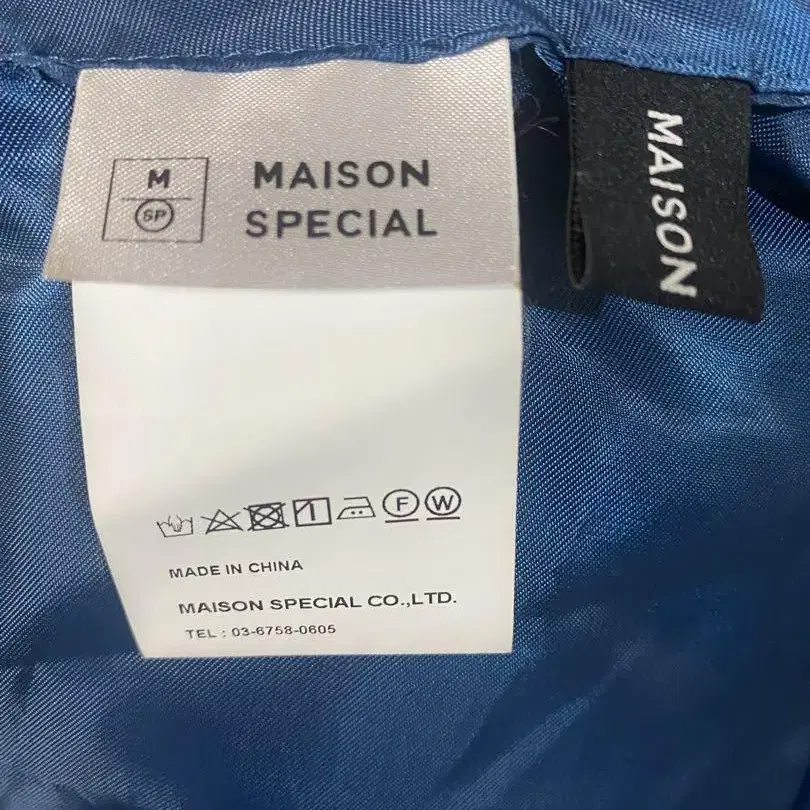 M
SP
MAISON
SPECIAL
MAISON
F W
MADE IN CHINA
MAISON SPECIAL CO.,LTD.
TEL : 03-6758-0605